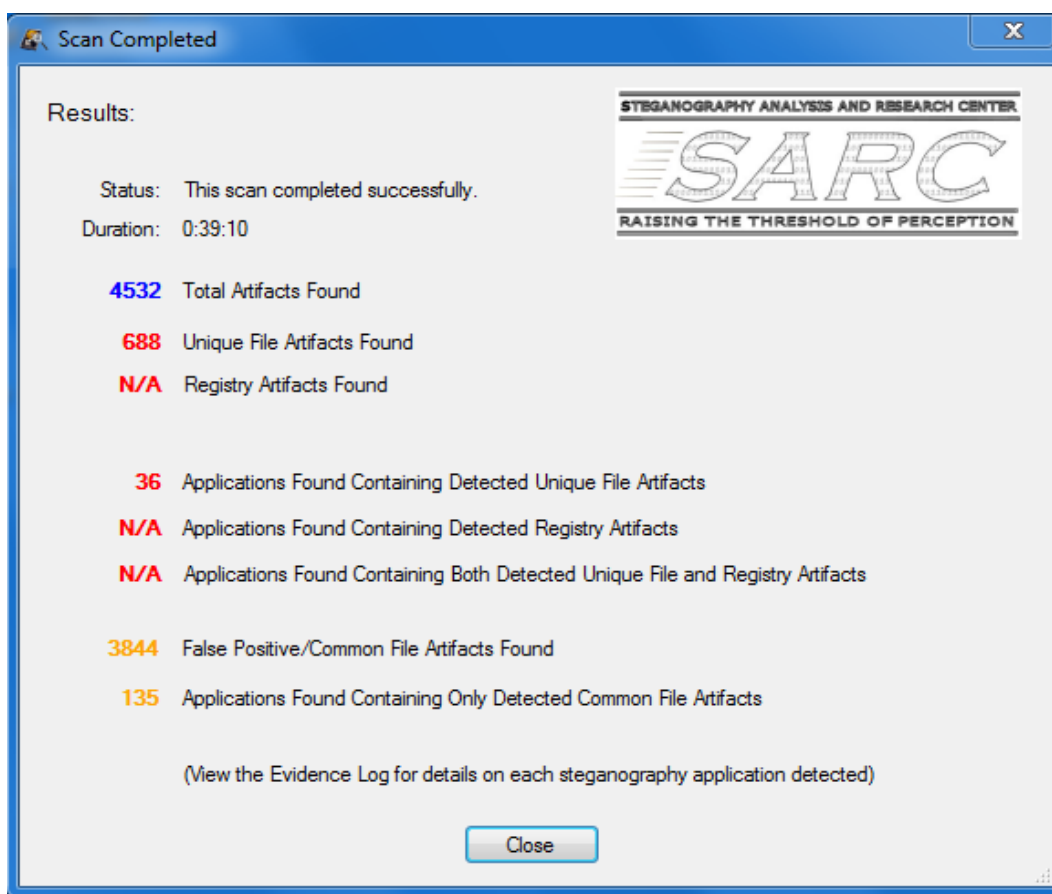 Scan Completed
Results:
STEGANOGRAPHY ANALYSIS AND RESEARCH CENTER
SARC
RAISING THE THRESHOLD OF PERCEPTION
Status: This scan completed successfully.
Duration: 0:39:10
4532 Total Artifacts Found
688 Unique File Artifacts Found
N/A Registry Artifacts Found
36 Applications Found Containing Detected Unique File Artifacts
N/A Applications Found Containing Detected Registry Artifacts
N/A Applications Found Containing Both Detected Unique File and Registry Artifacts
3844 False Positive/Common File Artifacts Found
135 Applications Found Containing Only Detected Common File Artifacts
(View the Evidence Log for details on each steganography application detected)
Close